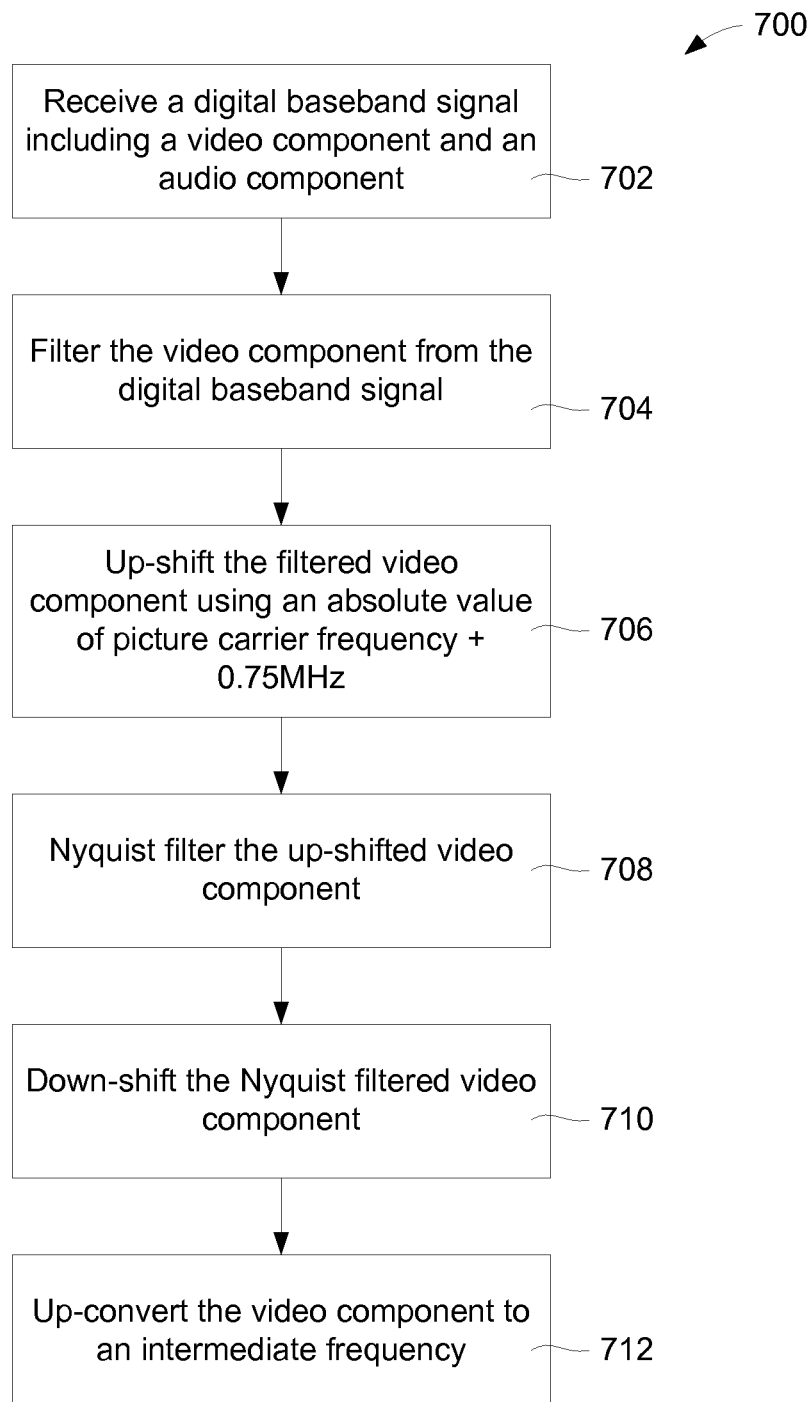 700
Receive a digital baseband signal
including a video component and an
audio component
702
Filter the video component from the
digital baseband signal
704
Up-shift the filtered video
component using an absolute value
of picture carrier frequency +
0.75MHz
706
Nyquist filter the up-shifted video
component
708
Down-shift the Nyquist filtered video
component
710
Up-convert the video component to
an intermediate frequency
712